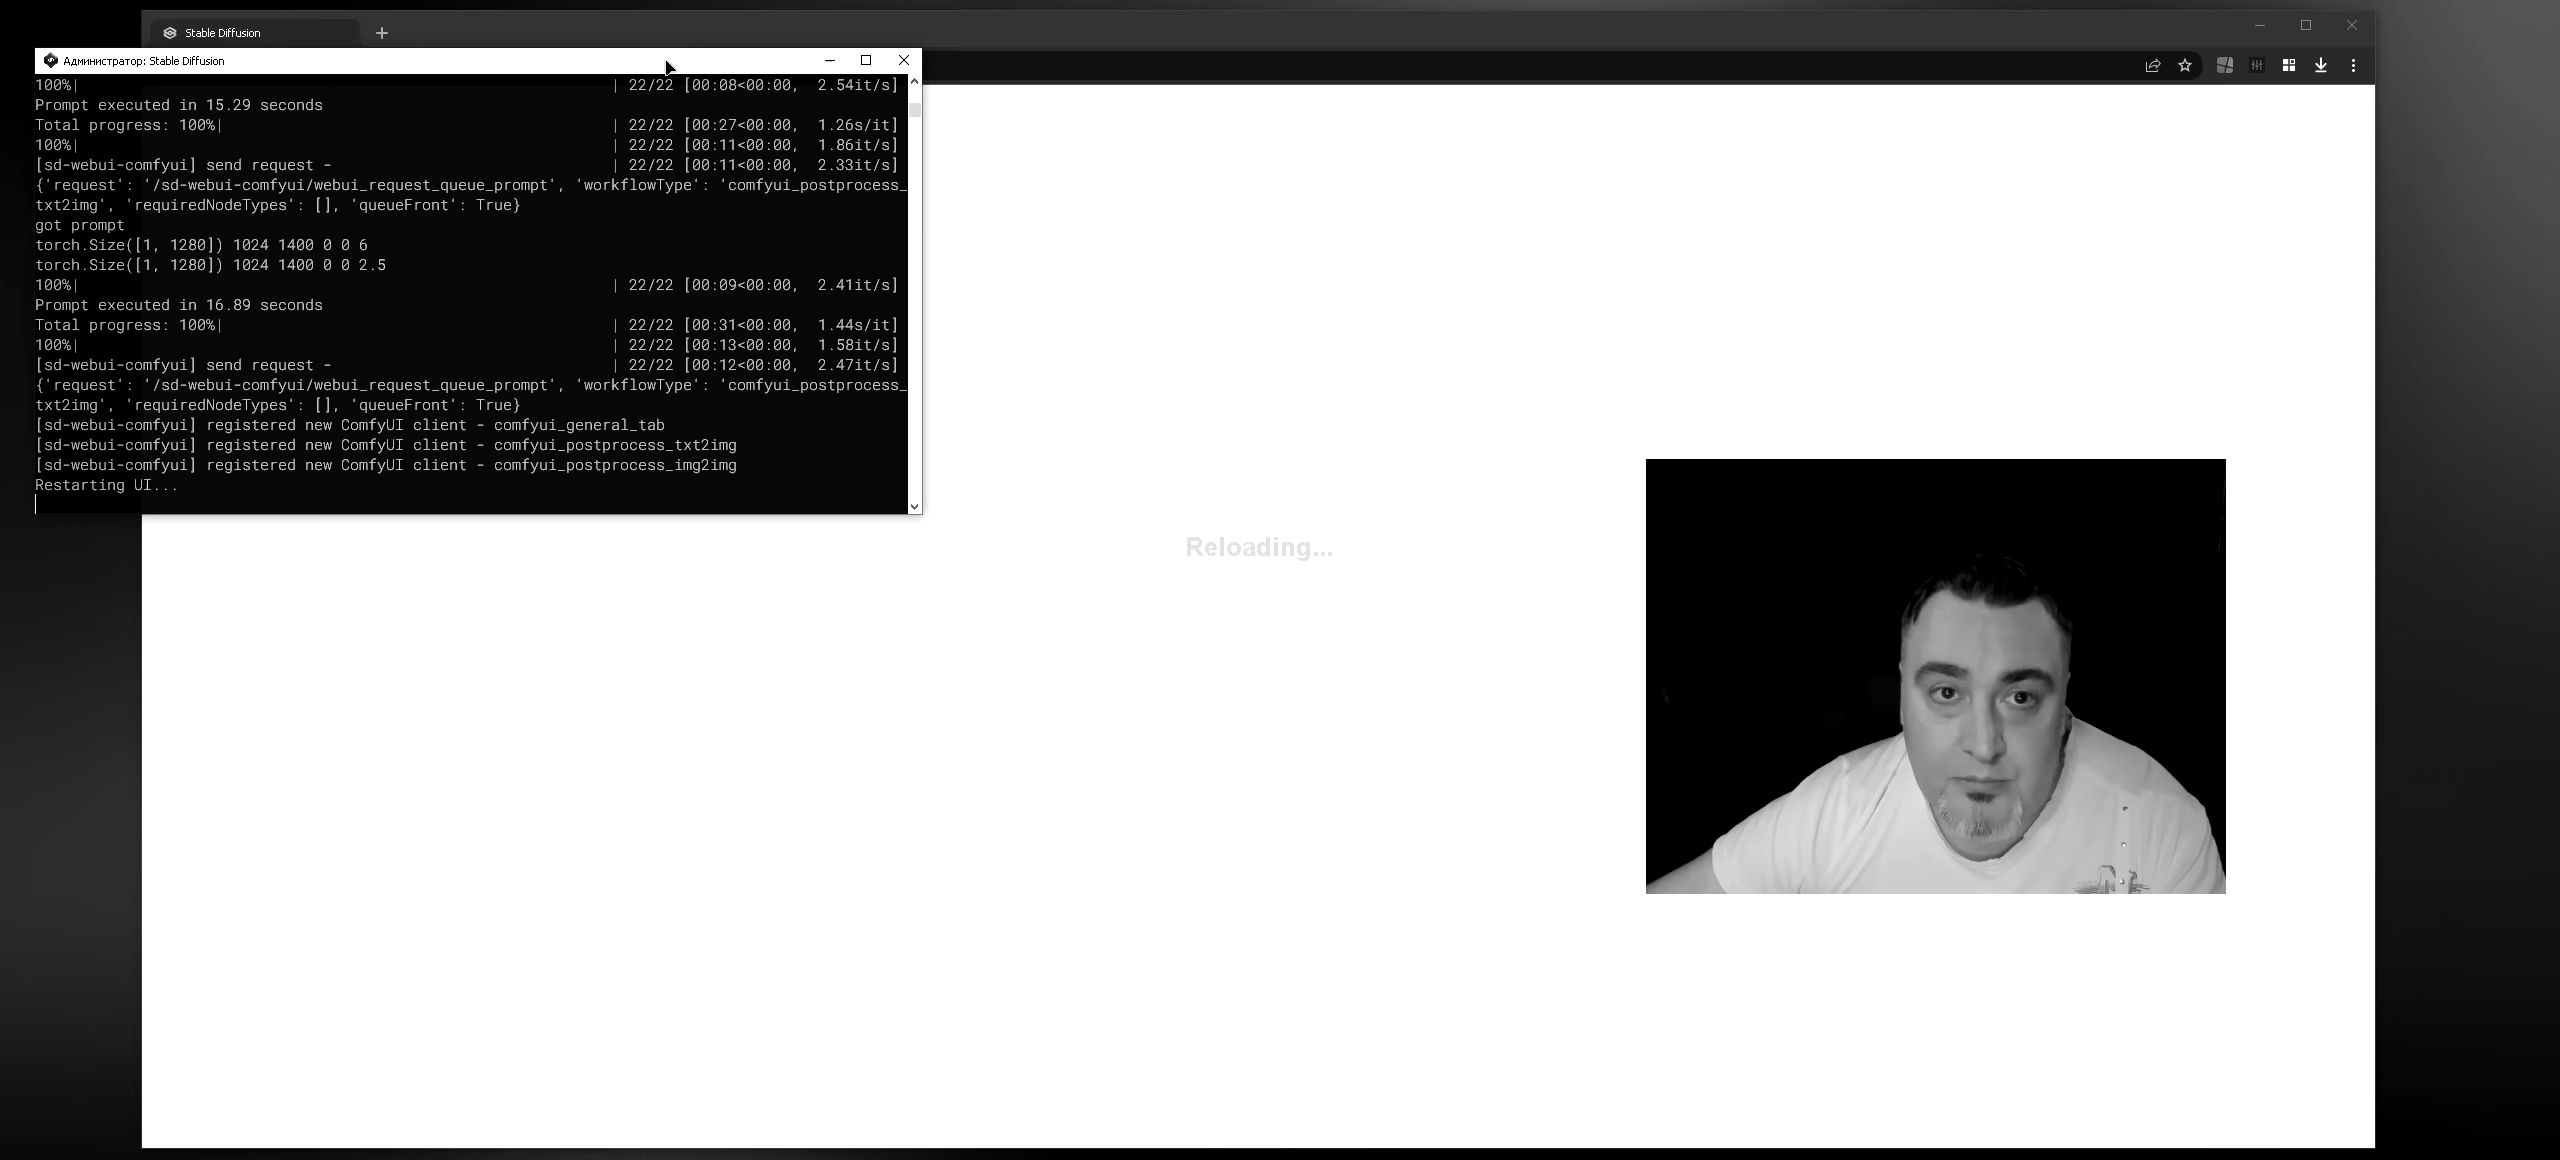 Stable Diffusion
Администратор: Stable Diffusion
100%| | 22/22 [00:08<00:00, 2.54it/s]
Prompt executed in 15.29 seconds
Total progress: 100%| | 22/22 [00:27<00:00, 1.26s/it]
100%| | 22/22 [00:11<00:00, 1.86it/s]
[sd-webui-comfyui] send request - | 22/22 [00:11<00:00, 2.33it/s]
{'request': '/sd-webui-comfyui/webui_request_queue_prompt', 'workflowType': 'comfyui_postprocess_
txt2img', 'requiredNodeTypes': [], 'queueFront': True}
got prompt
torch.Size([1, 1280]) 1024 1400 0 0 6
torch.Size([1, 1280]) 1024 1400 0 0 2.5
100%| | 22/22 [00:09<00:00, 2.41it/s]
Prompt executed in 16.89 seconds
Total progress: 100%| | 22/22 [00:31<00:00, 1.44s/it]
100%| | 22/22 [00:13<00:00, 1.58it/s]
[sd-webui-comfyui] send request - | 22/22 [00:12<00:00, 2.47it/s]
{'request': '/sd-webui-comfyui/webui_request_queue_prompt', 'workflowType': 'comfyui_postprocess_
txt2img', 'requiredNodeTypes': [], 'queueFront': True}
[sd-webui-comfyui] registered new ComfyUI client - comfyui_general_tab
[sd-webui-comfyui] registered new ComfyUI client - comfyui_postprocess_txt2img
[sd-webui-comfyui] registered new ComfyUI client - comfyui_postprocess_img2img
Restarting UI...
Reloading...